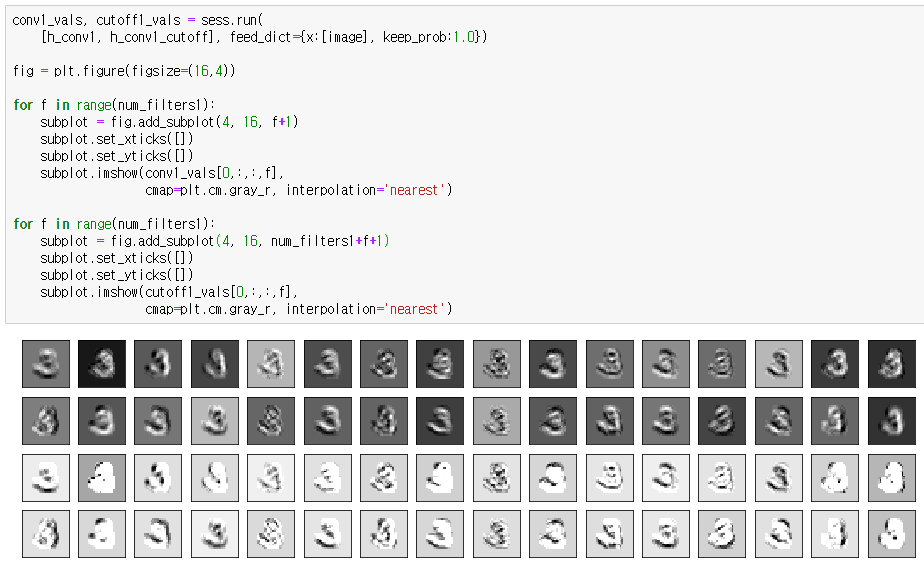 conv1_vals, cutoff1_vals = sess.run(
    [h_conv1, h_conv1_cutoff], feed_dict={x:[image], keep_prob:1.0})

fig = plt.figure(figsize=(16,4))

for f in range(num_filters1):
    subplot = fig.add_subplot(4, 16, f+1)
    subplot.set_xticks([])
    subplot.set_yticks([])
    subplot.imshow(conv1_vals[0,:,:,f],
                   cmap=plt.cm.gray_r, interpolation='nearest')

for f in range(num_filters1):
    subplot = fig.add_subplot(4, 16, num_filters1+f+1)
    subplot.set_xticks([])
    subplot.set_yticks([])
    subplot.imshow(cutoff1_vals[0,:,:,f],
                   cmap=plt.cm.gray_r, interpolation='nearest')